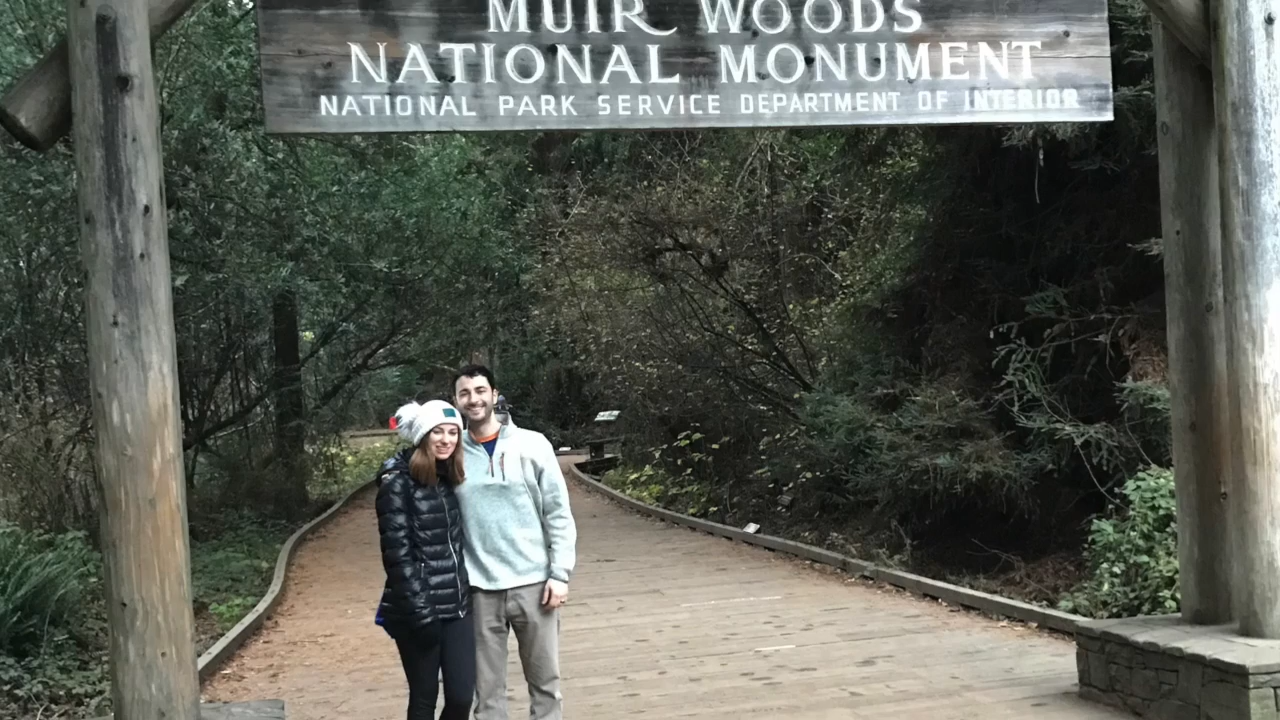 MUIR WOODS
NATIONAL MONUMENT
NATIONAL PARK SERVICE DEPARTMENT OF INTERIOR